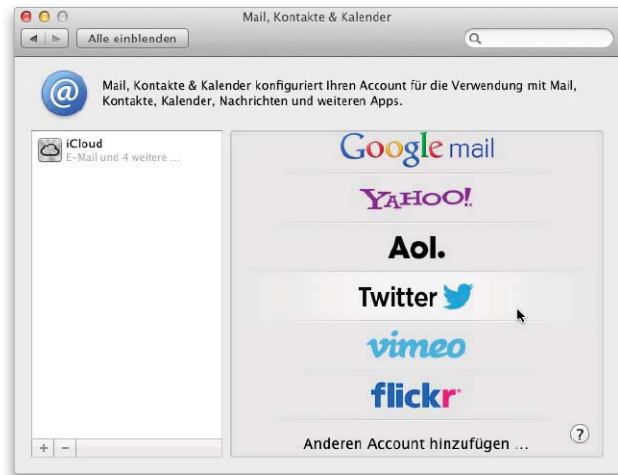 Mail, Kontakte & Kalender
Alle einblenden
Mail, Kontakte & Kalender konfiguriert Ihren Account für die Verwendung mit Mail,
Kontakte, Kalender, Nachrichten und weiteren Apps.
iCloud
E-Mail und 4 weitere ...
Google mail
YAHOO!
Aol.
Twitter
vimeo
flickr
Anderen Account hinzufügen ...
?
+ −